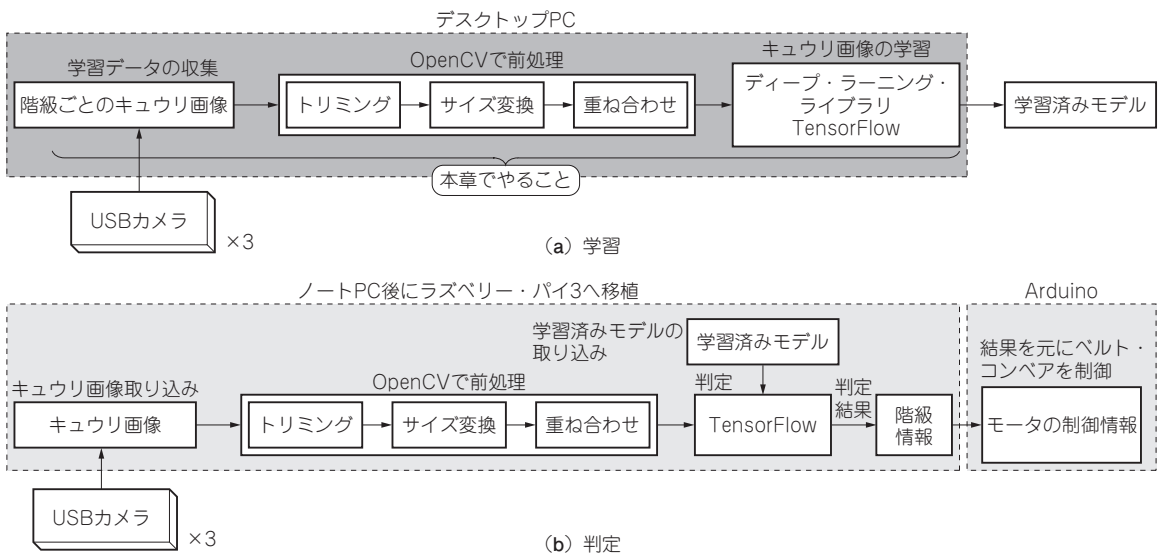 デスクトップPC
学習データの収集
階級ごとのキュウリ画像
OpenCVで前処理
トリミング
サイズ変換
重ね合わせ
キュウリ画像の学習
ディープ・ラーニング・
ライブラリ
TensorFlow
学習済みモデル
本章でやること
USBカメラ
×3
(a) 学習
ノートPC後にラズベリー・パイ3へ移植
キュウリ画像取り込み
キュウリ画像
OpenCVで前処理
トリミング
サイズ変換
重ね合わせ
学習済みモデルの
取り込み
学習済みモデル
判定
TensorFlow
判定
結果
階級
情報
Arduino
結果を元にベルト・
コンベアを制御
モータの制御情報
USBカメラ
×3
(b) 判定